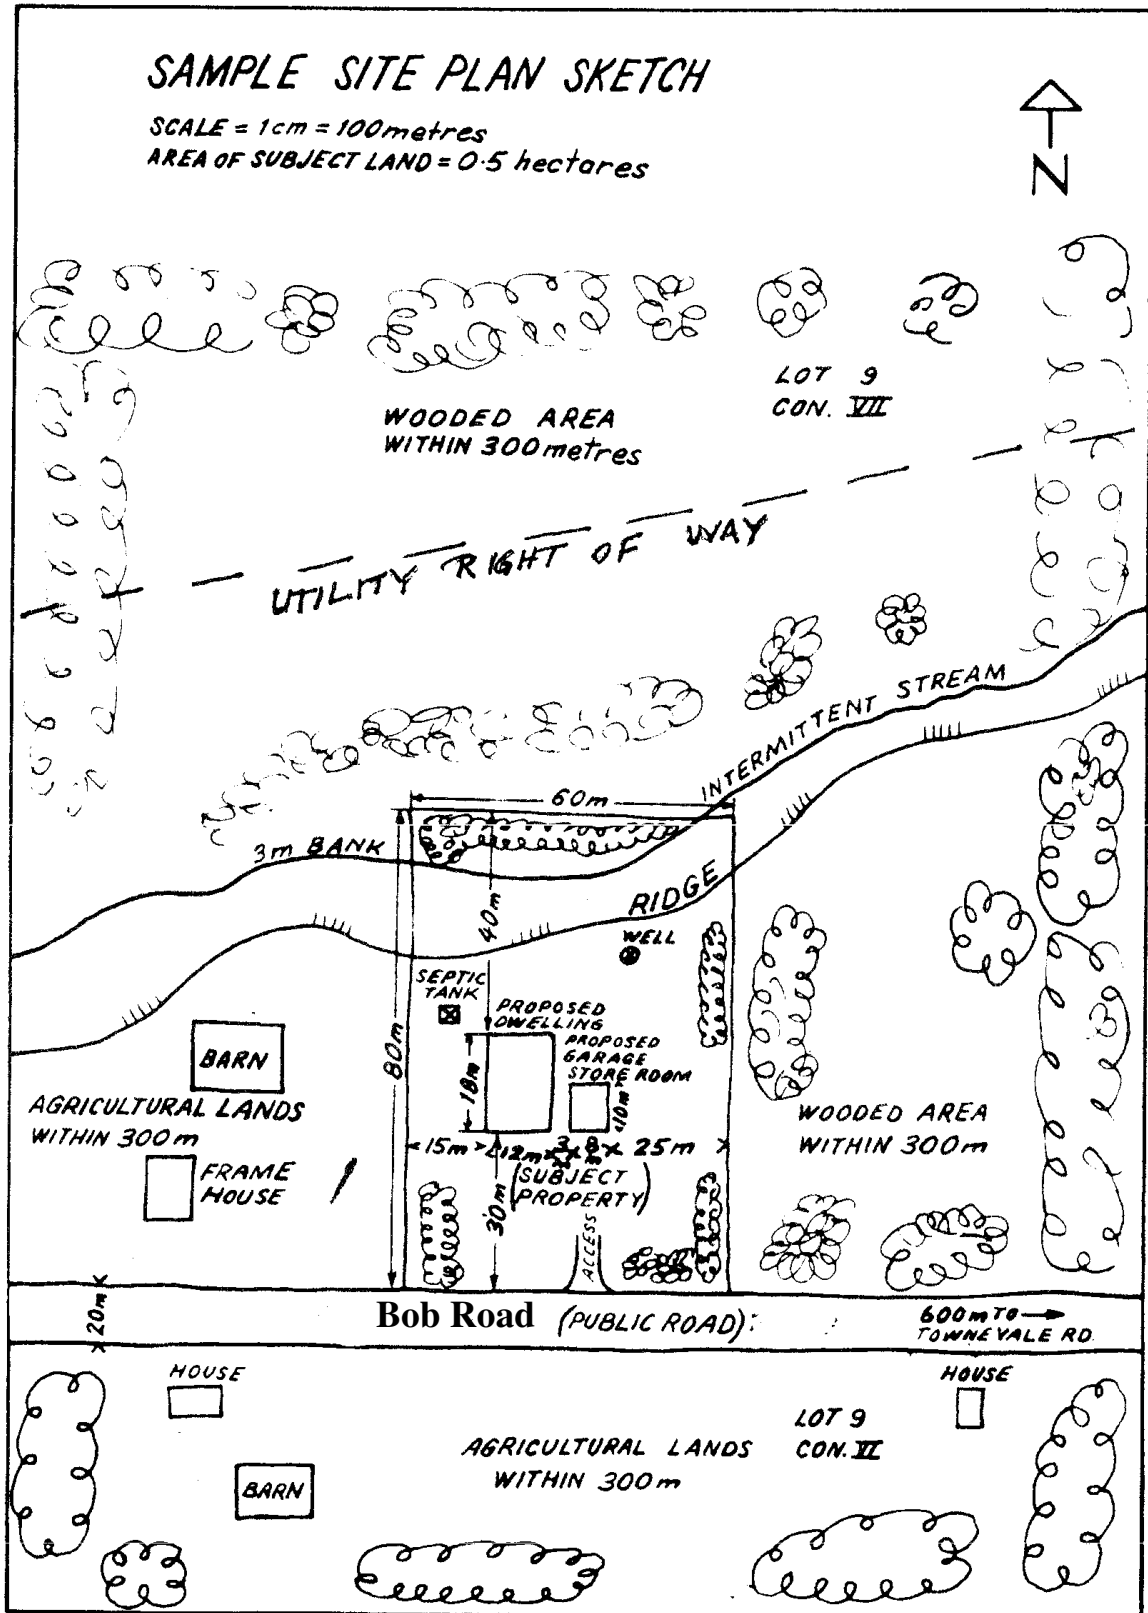 SAMPLE SITE PLAN SKETCH
SCALE = 1cm = 100metres
AREA OF SUBJECT LAND = 0.5 hectares
N
LOT 9
CON. VII
WOODED AREA
WITHIN 300metres
UTILITY RIGHT OF WAY
INTERMITTENT STREAM
60m
3m BANK
40m
RIDGE
WELL
SEPTIC
TANK
PROPOSED
DWELLING
PROPOSED
GARAGE
STORE ROOM
80m
18m
10m
BARN
AGRICULTURAL LANDS
WITHIN 300m
FRAME
HOUSE
WOODED AREA
WITHIN 300m
15m 12m 3m 8m 25m
(SUBJECT
PROPERTY)
30m
ACCESS
20m
Bob Road (PUBLIC ROAD)
600m TO
TOWNEVALE RD.
HOUSE
HOUSE
LOT 9
CON. VI
AGRICULTURAL LANDS
WITHIN 300m
BARN